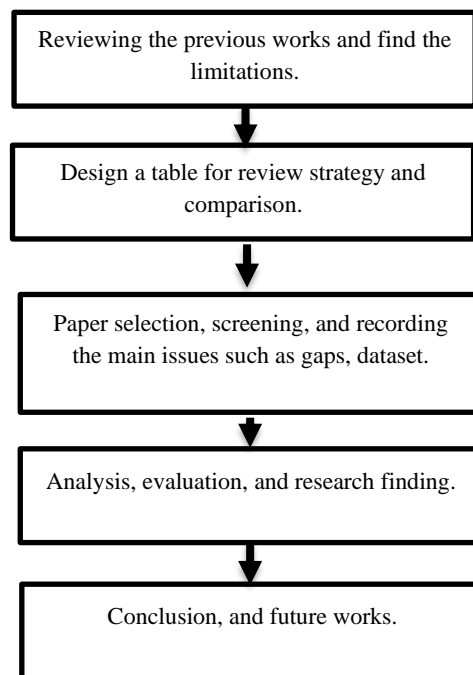 Reviewing the previous works and find the
limitations.
Design a table for review strategy and
comparison.
Paper selection, screening, and recording
the main issues such as gaps, dataset.
Analysis, evaluation, and research finding.
Conclusion, and future works.